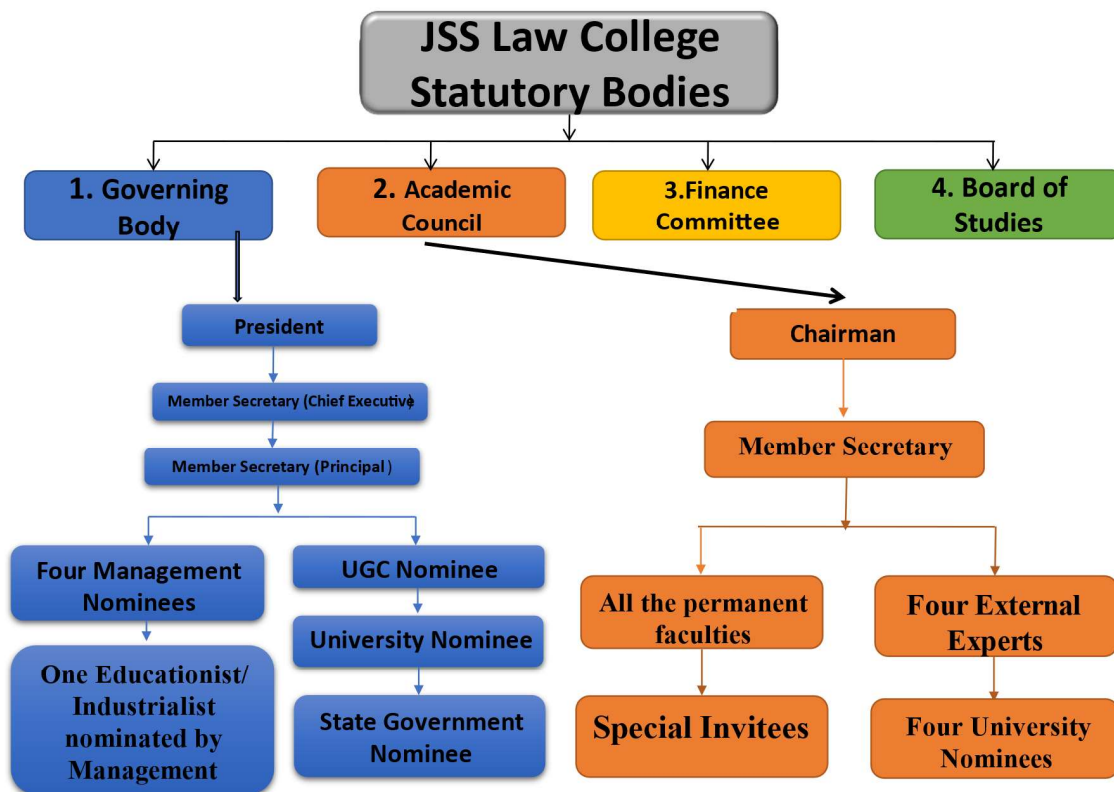 JSS Law College
Statutory Bodies
1. Governing
Body
2. Academic
Council
3.Finance
Committee
4. Board of
Studies
President
Member Secretary (Chief Executive)
Member Secretary (Principal)
Four Management
Nominees
One Educationist/
Industrialist
nominated by
Management
UGC Nominee
University Nominee
State Government
Nominee
Chairman
Member Secretary
All the permanent
faculties
Special Invitees
Four External
Experts
Four University
Nominees